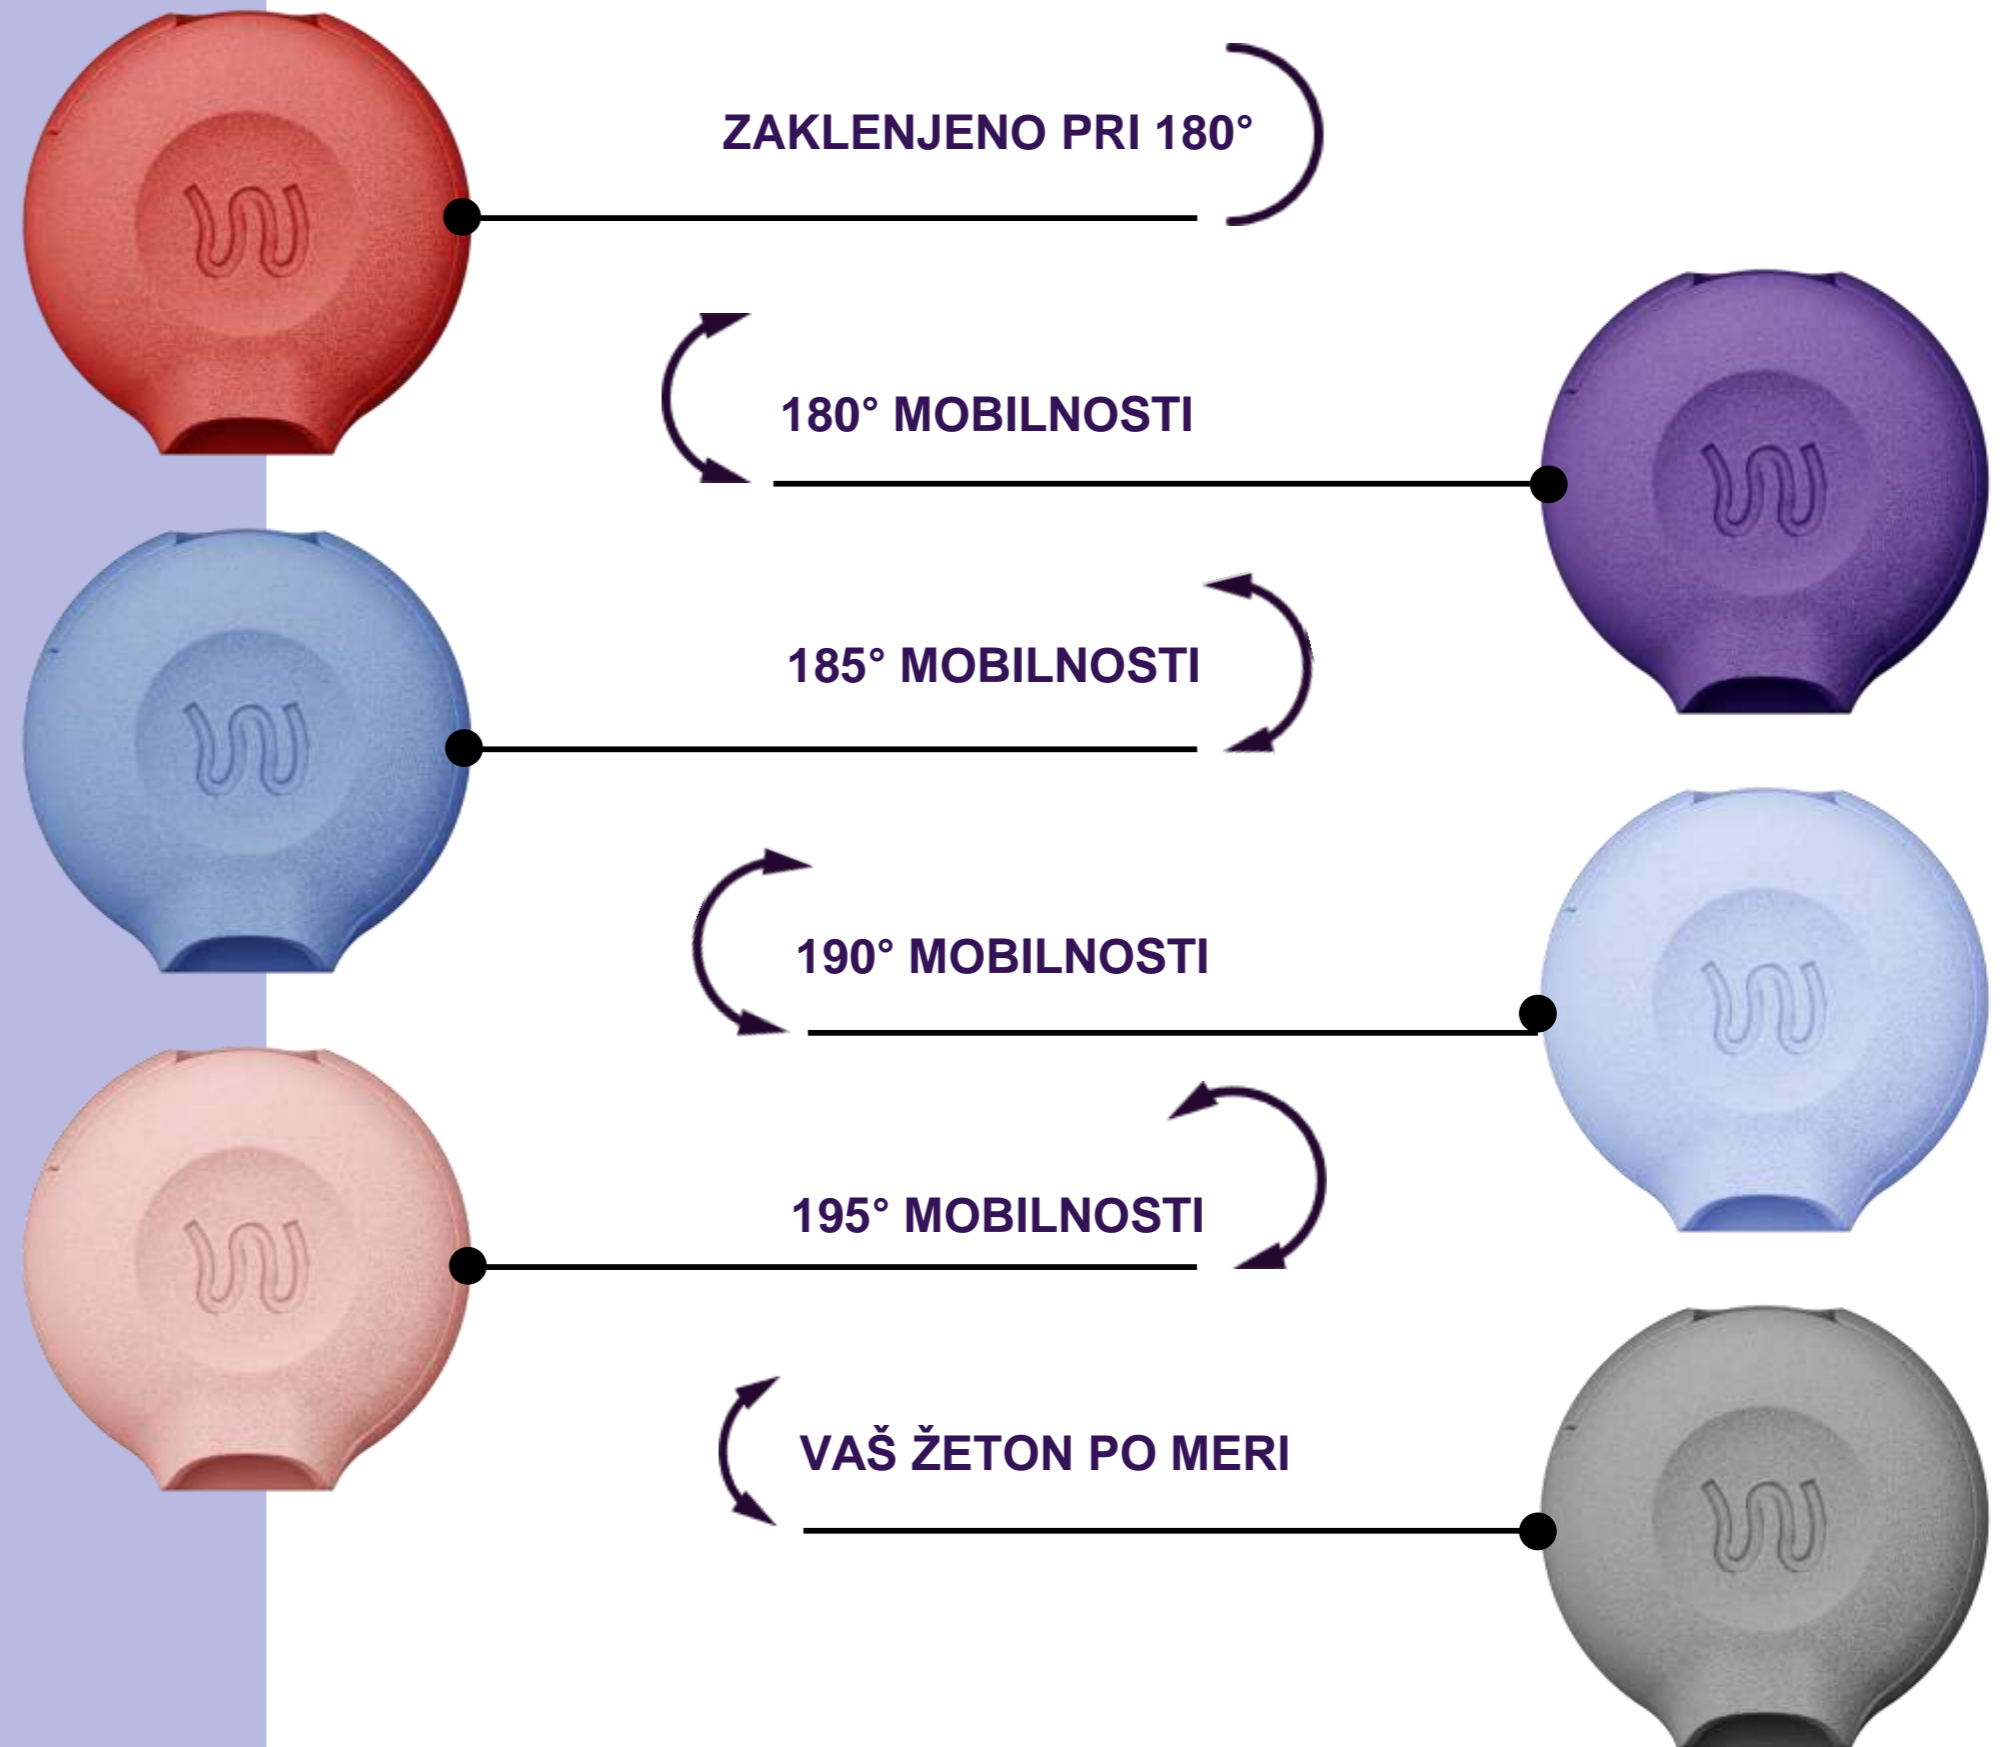 ZAKLENJENO PRI 180°
180° MOBILNOSTI
185° MOBILNOSTI
190° MOBILNOSTI
195° MOBILNOSTI
VAŠ ŽETON PO MERI